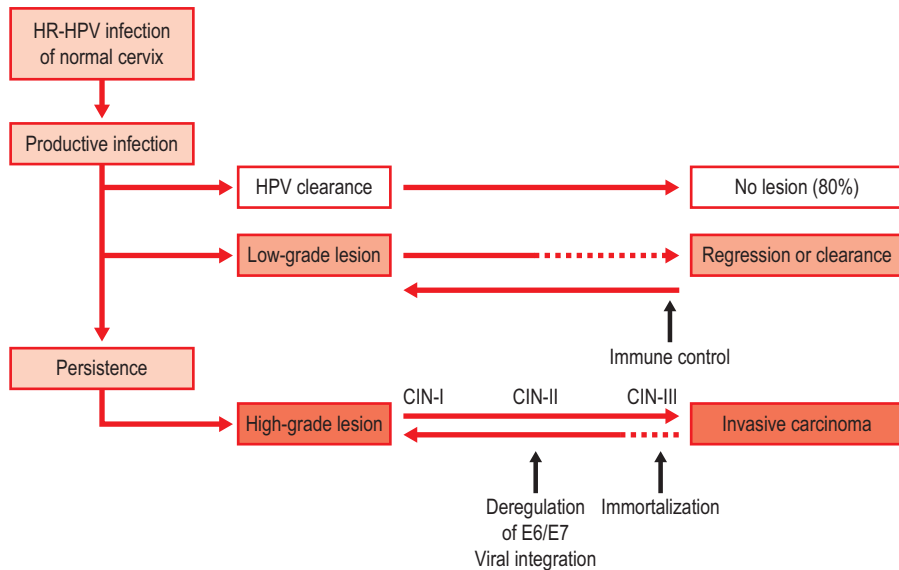 HR-HPV infection
of normal cervix
Productive infection
HPV clearance
No lesion (80%)
Low-grade lesion
Regression or clearance
Immune control
Persistence
CIN-I
CIN-II
CIN-III
High-grade lesion
Invasive carcinoma
Deregulation
of E6/E7
Viral integration
Immortalization